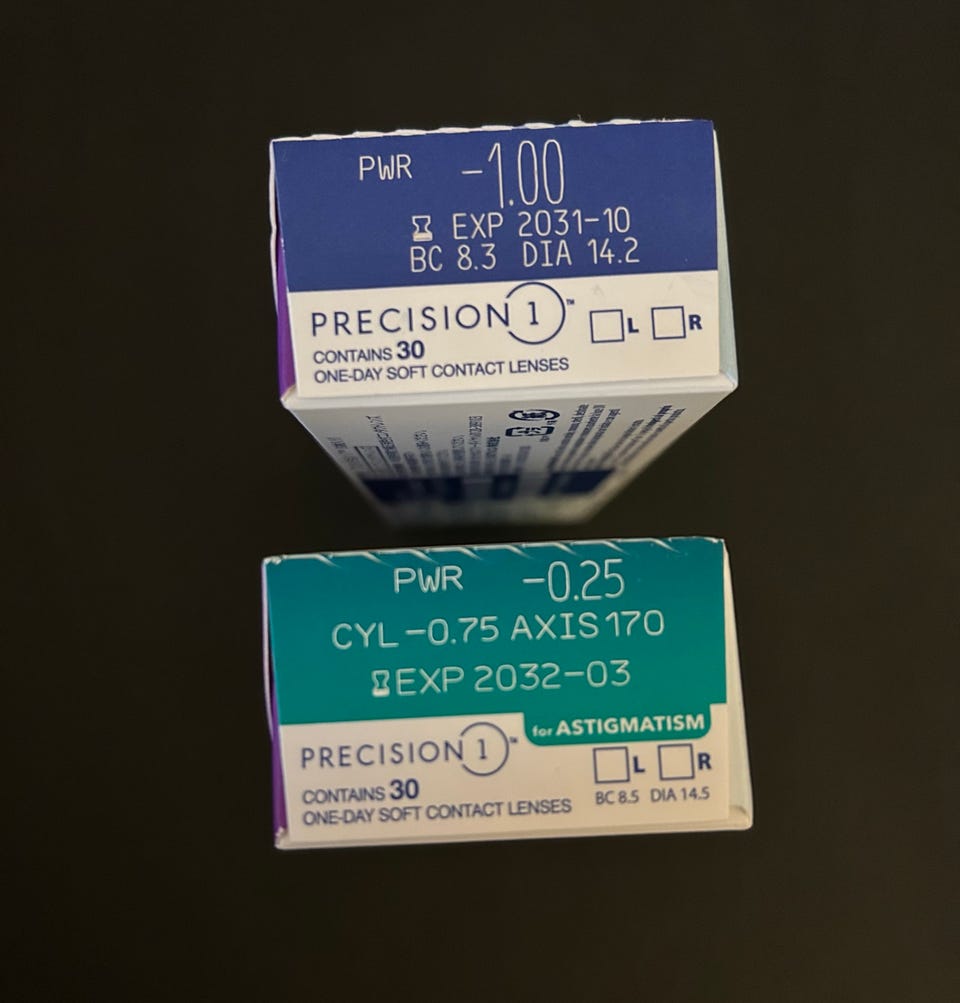 PWR -1.00
EXP 2031-10
BC 8.3 DIA 14.2
PRECISION 1™
L R
CONTAINS 30
ONE-DAY SOFT CONTACT LENSES
PWR -0.25
CYL -0.75 AXIS 170
EXP 2032-03
for ASTIGMATISM
PRECISION 1™
L R
CONTAINS 30
BC 8.5 DIA 14.5
ONE-DAY SOFT CONTACT LENSES